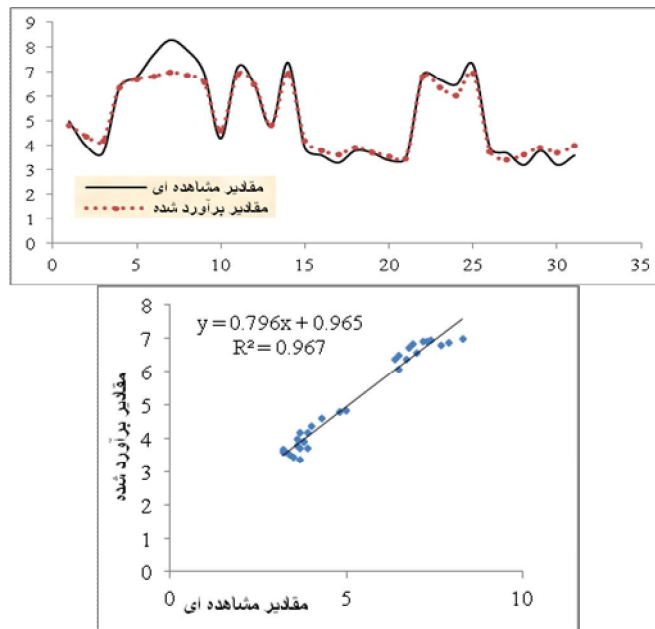 9
8
7
6
5
4
3
2
1
0
مقادیر مشاهده ای
مقادیر برآورد شده
0 5 10 15 20 25 30 35
8
7
6
5
4
3
2
1
0
y = 0.796x + 0.965
R² = 0.967
مقادیر برآورد شده
0 5 10
مقادیر مشاهده ای